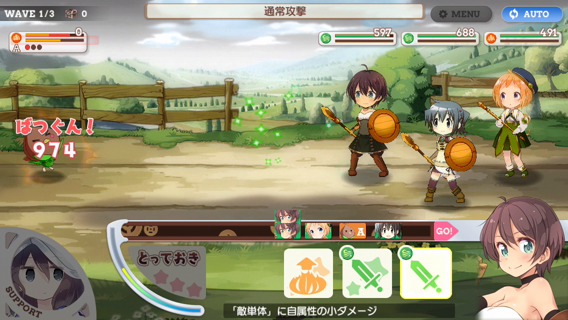 WAVE 1/3
0
通常攻撃
MENU
AUTO
0
A
597
688
491
ばつぐん!
974
GO!
A
とっておき
SUPPORT
「敵単体」に自属性の小ダメージ